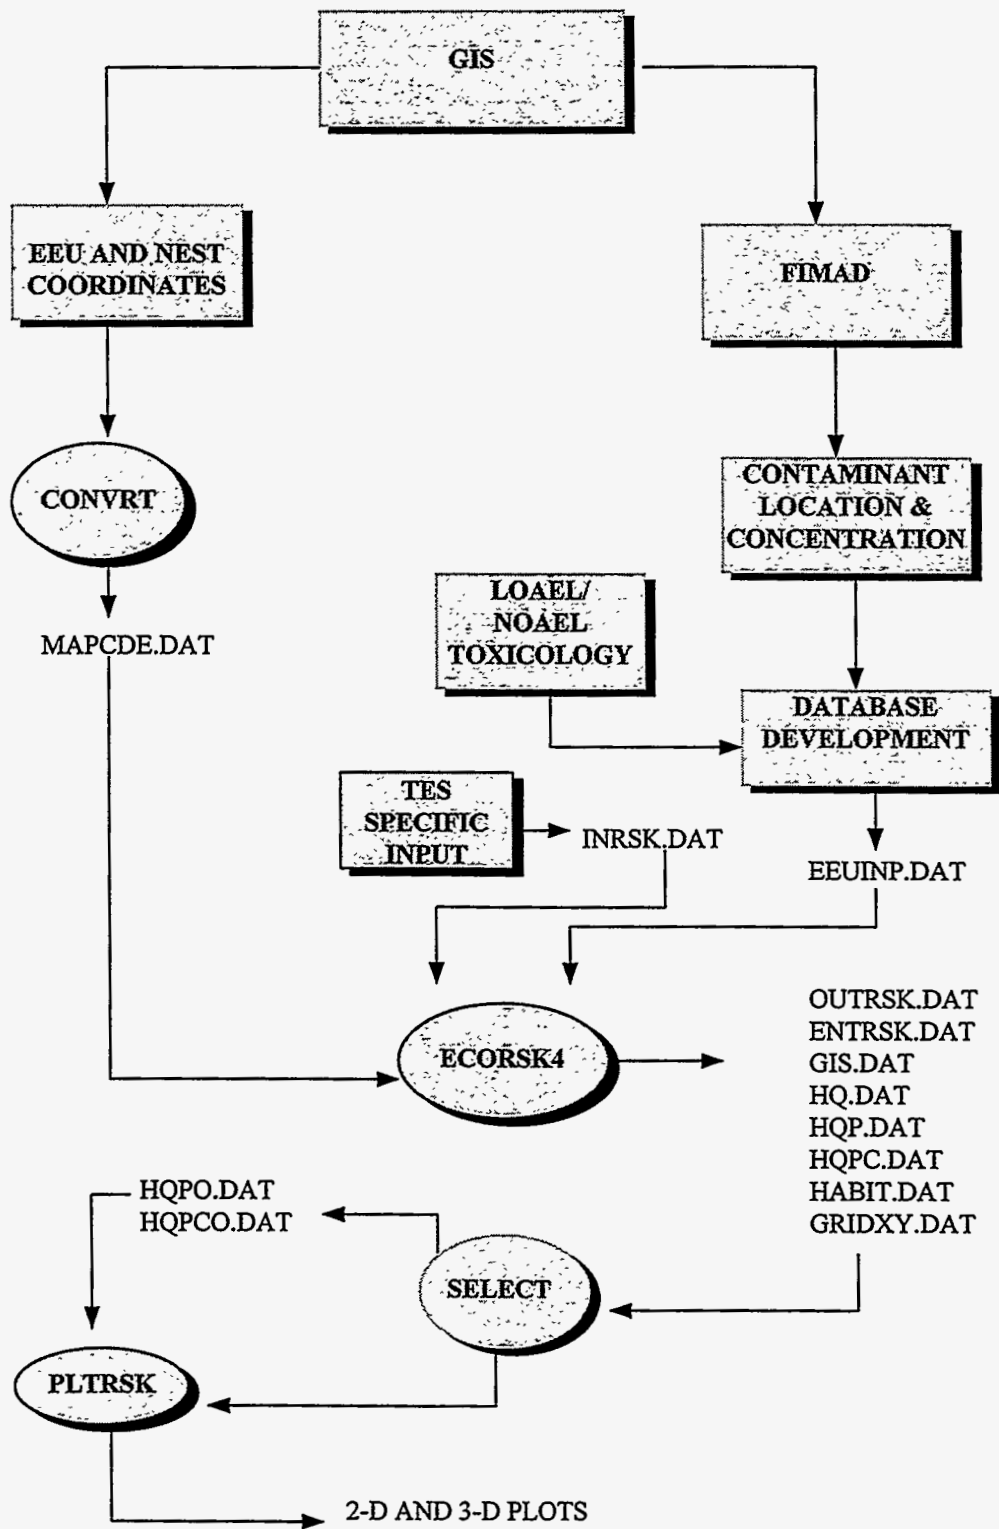 GIS
EEU AND NEST
COORDINATES
FIMAD
CONVRT
CONTAMINANT
LOCATION &
CONCENTRATION
MAPCDE.DAT
LOAEL/
NOAEL
TOXICOLOGY
DATABASE
DEVELOPMENT
TES
SPECIFIC
INPUT
INRSK.DAT
EEUINP.DAT
ECORSK4
OUTRSK.DAT
ENTRSK.DAT
GIS.DAT
HQ.DAT
HQP.DAT
HQPC.DAT
HABIT.DAT
GRIDXY.DAT
HQPO.DAT
HQPCO.DAT
SELECT
PLTRSK
2-D AND 3-D PLOTS